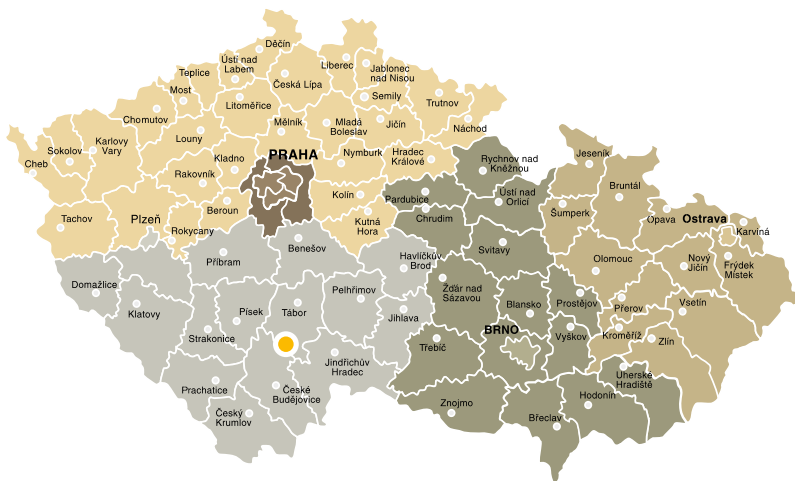 Děčín
Ústí nad
Labem
Teplice
Liberec
Jablonec
nad Nisou
Most
Česká Lípa
Chomutov
Litoměřice
Semily
Trutnov
Sokolov
Karlovy
Vary
Louny
Mělník
Mladá
Boleslav
Jičín
Náchod
Cheb
Kladno
PRAHA
Nymburk
Hradec
Králové
Rychnov nad
Kněžnou
Jeseník
Rakovník
Kolín
Pardubice
Ústí nad
Orlicí
Bruntál
Tachov
Plzeň
Beroun
Rokycany
Kutná
Hora
Chrudim
Šumperk
Opava
Ostrava
Karviná
Příbram
Benešov
Havlíčkův
Brod
Svitavy
Olomouc
Nový
Jičín
Frýdek
Místek
Domažlice
Klatovy
Písek
Tábor
Pelhřimov
Žďár nad
Sázavou
Blansko
Prostějov
Přerov
Vsetín
Strakonice
Jihlava
BRNO
Vyškov
Kroměříž
Zlín
Třebíč
Jindřichův
Hradec
Prachatice
České
Budějovice
Uherské
Hradiště
Český
Krumlov
Znojmo
Břeclav
Hodonín